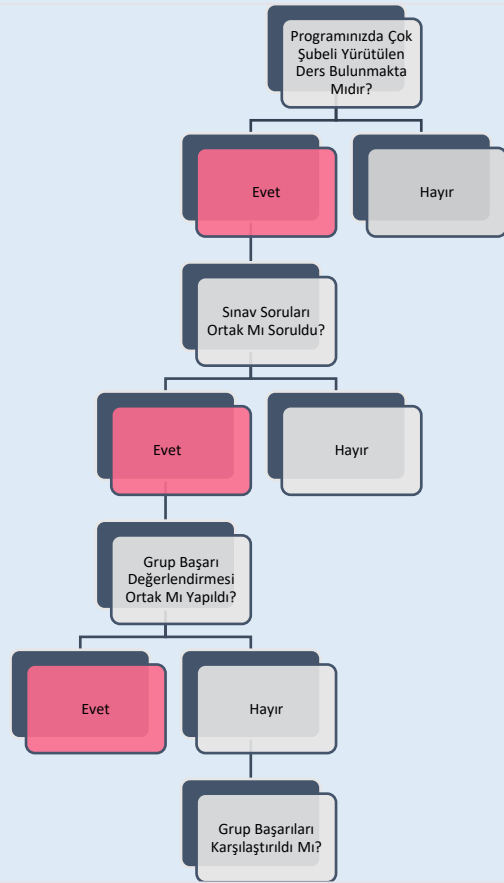 Programınızda Çok
Şubeli Yürütülen
Ders Bulunmakta
Mıdır?
Evet
Hayır
Sınav Soruları
Ortak Mı Soruldu?
Evet
Hayır
Grup Başarı
Değerlendirmesi
Ortak Mı Yapıldı?
Evet
Hayır
Grup Başarıları
Karşılaştırıldı Mı?